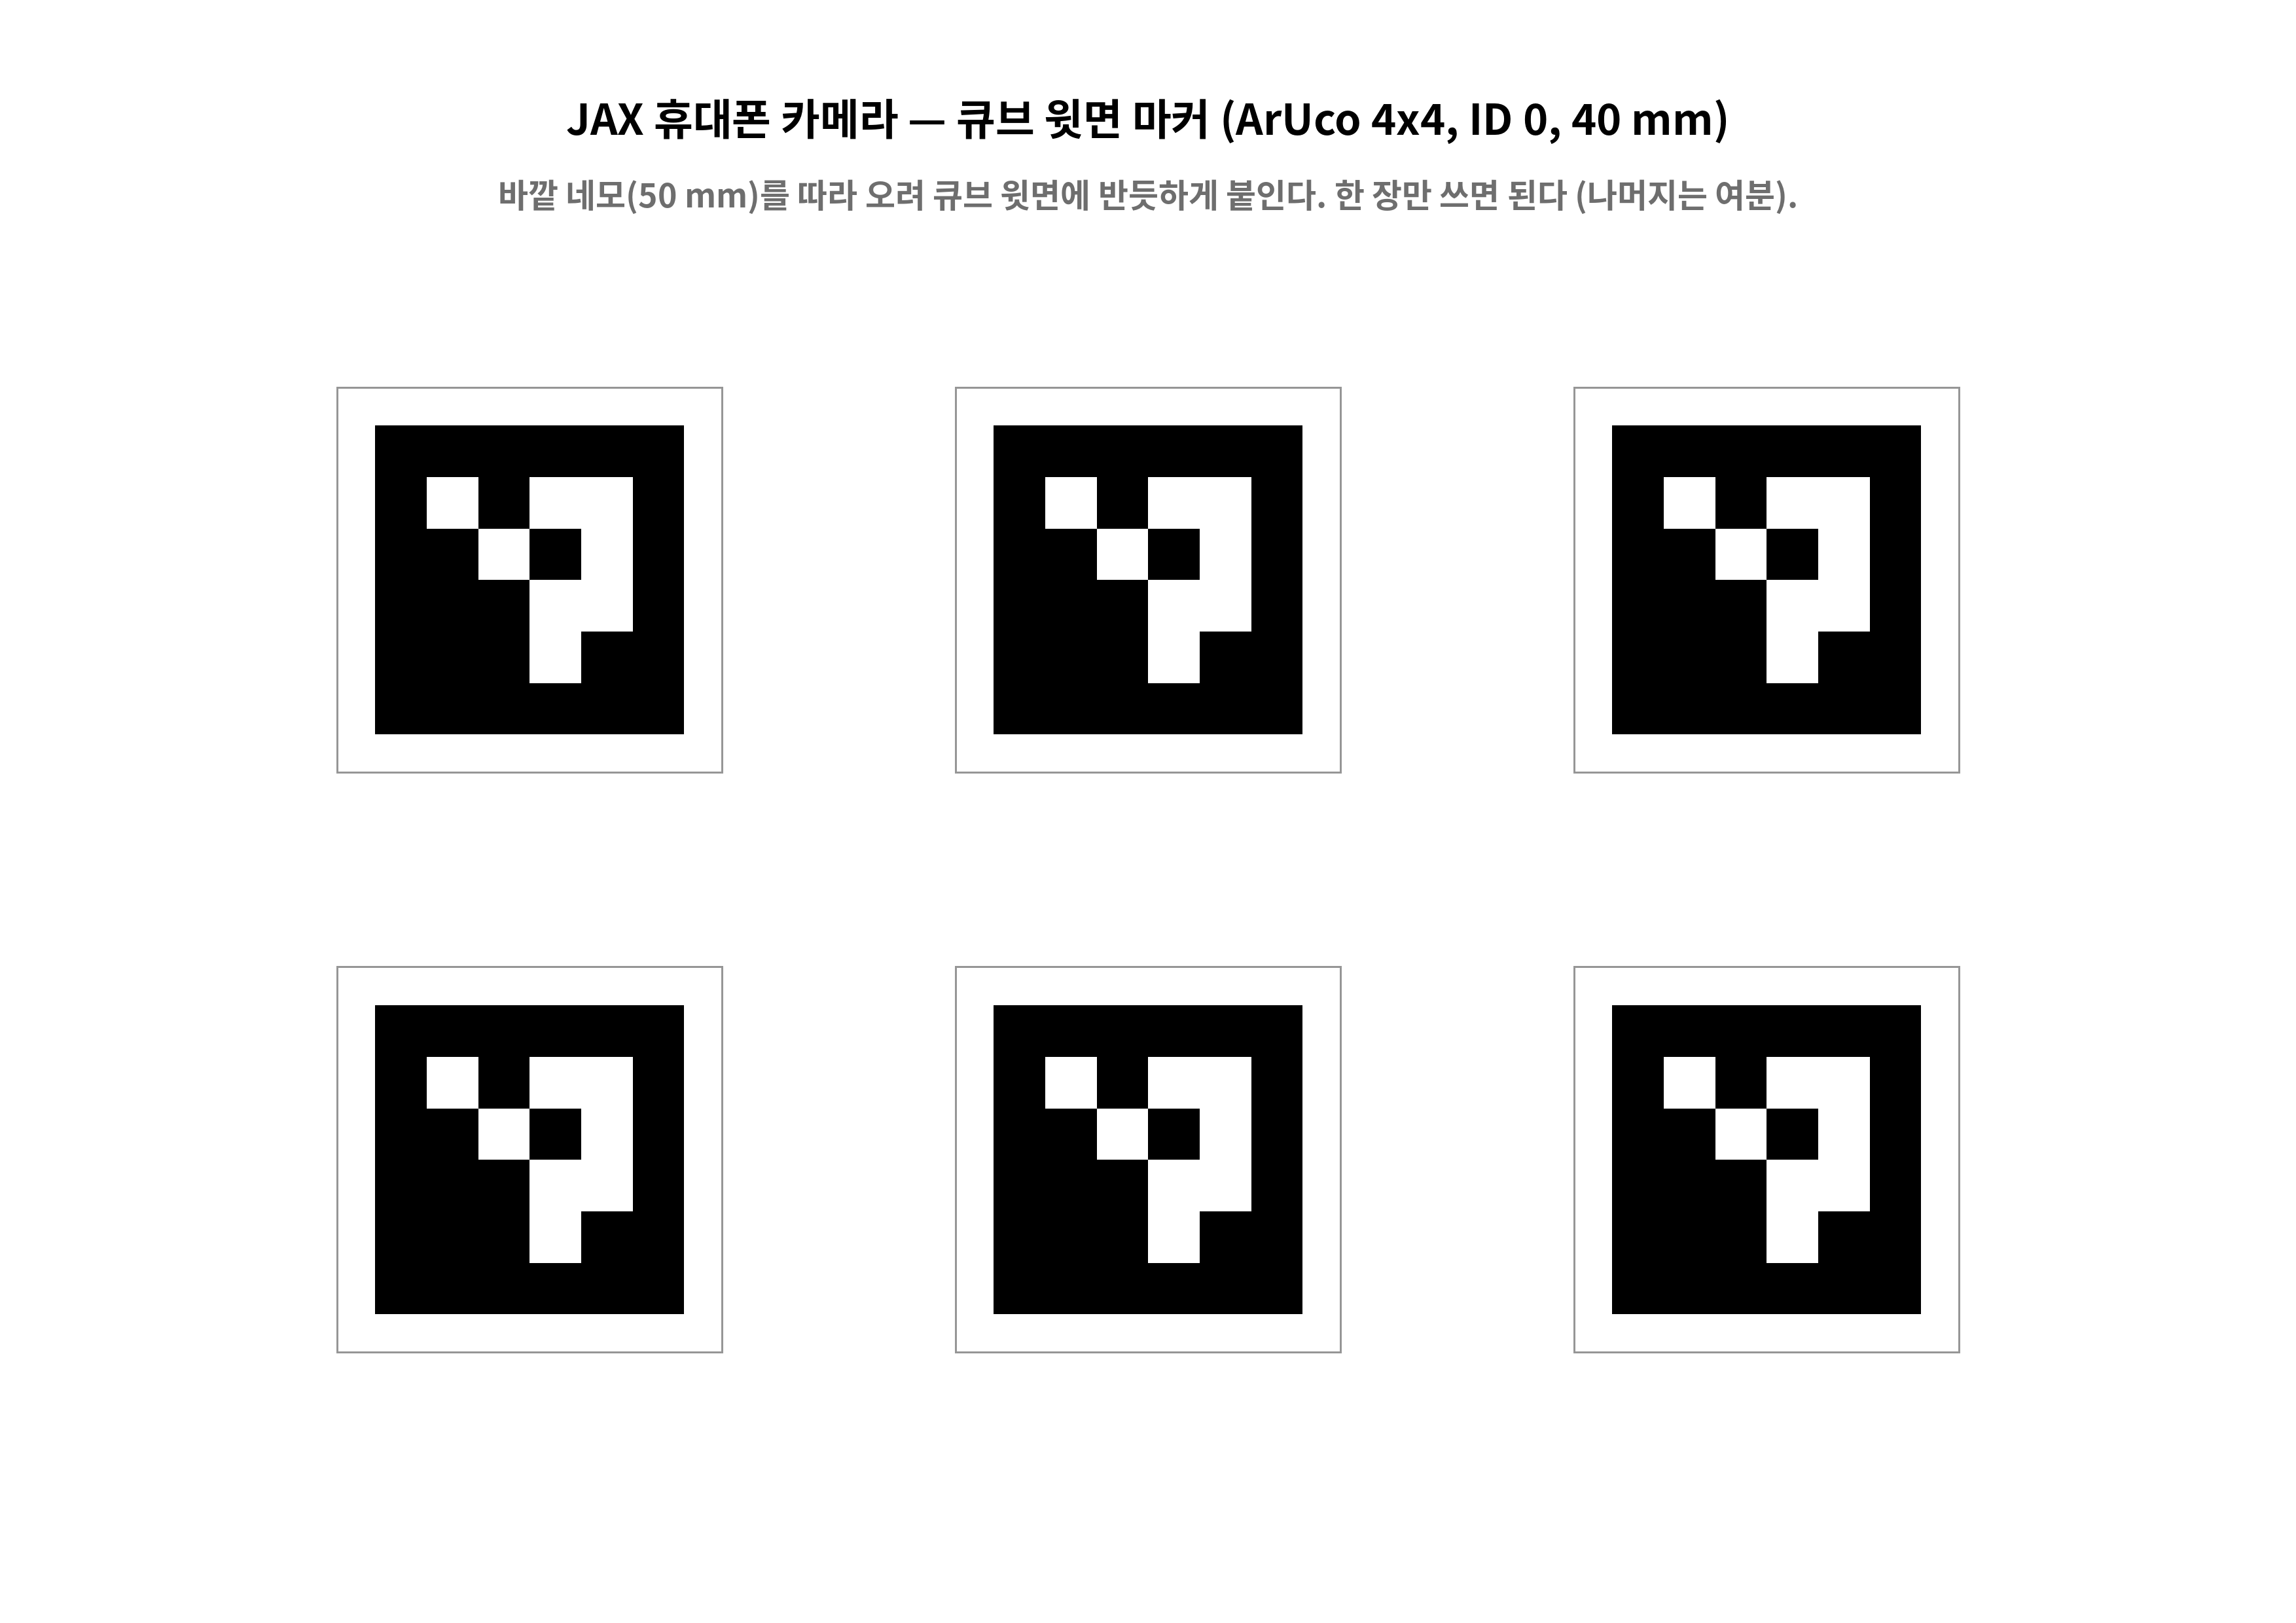 JAX 휴대폰 카메라 — 큐브 윗면 마커 (ArUco 4x4, ID 0, 40 mm)
바깥 네모(50 mm)를 따라 오려 큐브 윗면에 반듯하게 붙인다. 한 장만 쓰면 된다 (나머지는 여분).